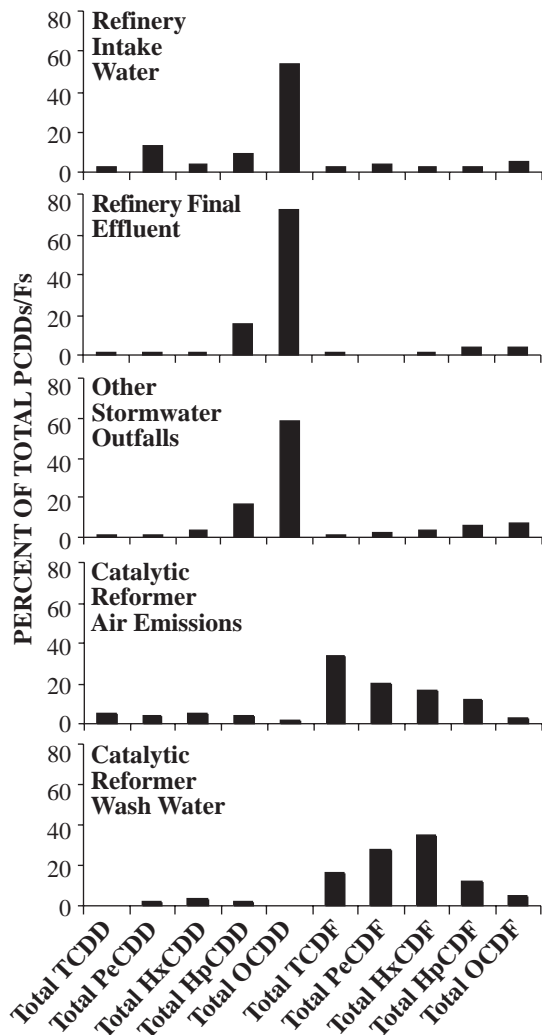 PERCENT OF TOTAL PCDDs/Fs
80
60
40
20
0
Refinery
Intake
Water
80
60
40
20
0
Refinery Final
Effluent
80
60
40
20
0
Other
Stormwater
Outfalls
80
60
40
20
0
Catalytic
Reformer
Air Emissions
80
60
40
20
0
Catalytic
Reformer
Wash Water
Total TCDD
Total PeCDD
Total HxCDD
Total HpCDD
Total OCDD
Total TCDF
Total PeCDF
Total HxCDF
Total HpCDF
Total OCDF